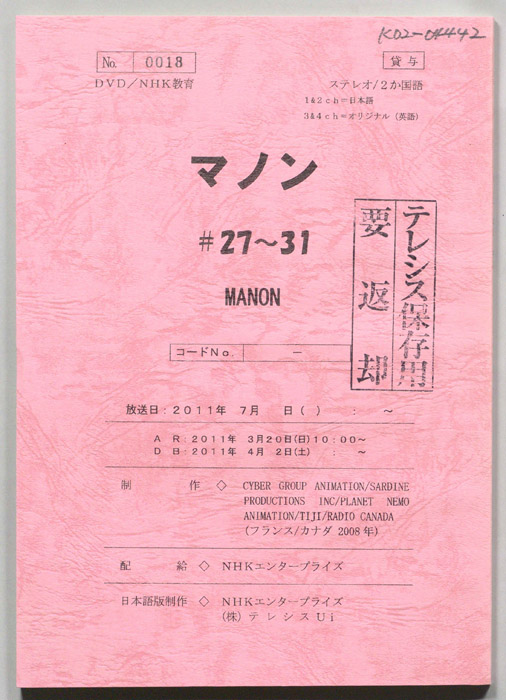 K02-04442
No. 0018
貸与
DVD/NHK教育
ステレオ/2か国語
1&2ch=日本語
3&4ch=オリジナル(英語)
マノン
#27~31
MANON
テレシス保存用
要返却
コードNo. -
放送日:2011年 7月 日( ) : ~
AR:2011年 3月20日(日)10:00~
DB:2011年 4月 2日(土) : ~
制作◇ CYBER GROUP ANIMATION/SARDINE
PRODUCTIONS INC/PLANET NEMO
ANIMATION/TIJI/RADIO CANADA
(フランス/カナダ 2008年)
配給◇ NHKエンタープライズ
日本語版制作◇ NHKエンタープライズ
(株)テレシスUi